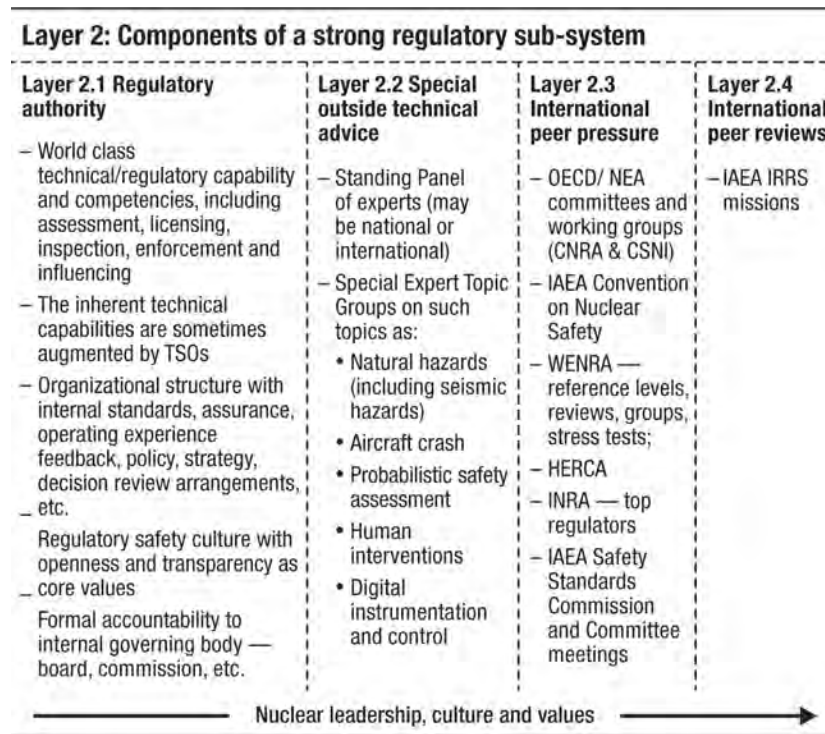 Layer 2: Components of a strong regulatory sub-system
Layer 2.1 Regulatory
authority
– World class
technical/regulatory capability
and competencies, including
assessment, licensing,
inspection, enforcement and
influencing
– The inherent technical
capabilities are sometimes
augmented by TSOs
– Organizational structure with
internal standards, assurance,
operating experience
feedback, policy, strategy,
decision review arrangements,
– etc.
Regulatory safety culture with
openness and transparency as
– core values
Formal accountability to
internal governing body —
board, commission, etc.
Layer 2.2 Special
outside technical
advice
– Standing Panel
of experts (may
be national or
international)
– Special Expert Topic
Groups on such
topics as:
• Natural hazards
(including seismic
hazards)
• Aircraft crash
• Probabilistic safety
assessment
• Human
interventions
• Digital
instrumentation
and control
Layer 2.3
International
peer pressure
– OECD/ NEA
committees and
working groups
(CNRA & CSNI)
– IAEA Convention
on Nuclear
Safety
– WENRA —
reference levels,
reviews, groups,
stress tests;
– HERCA
– INRA — top
regulators
– IAEA Safety
Standards
Commission
and Committee
meetings
Layer 2.4
International
peer reviews
– IAEA IRRS
missions
Nuclear leadership, culture and values